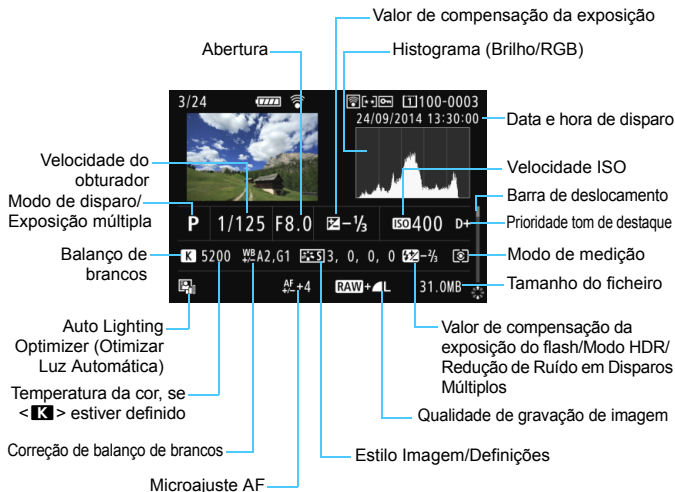 Valor de compensação da exposição
Abertura
Histograma (Brilho/RGB)
3/24
1 100-0003
24/09/2014 13:30:00
Data e hora de disparo
Velocidade do
obturador
Modo de disparo/
Exposição múltipla
Balanço de
brancos
Velocidade ISO
Barra de deslocamento
Prioridade tom de destaque
Modo de medição
Tamanho do ficheiro
P 1/125 F8.0 -1/3 ISO 400 D+
K 5200 WB +/- A2,G1 S 3, 0, 0, 0 -2/3
AF +/- +4 RAW+L 31.0MB
Auto Lighting
Optimizer (Otimizar
Luz Automática)
Temperatura da cor, se
<K> estiver definido
Correção de balanço de brancos
Microajuste AF
Valor de compensação da
exposição do flash/Modo HDR/
Redução de Ruído em Disparos
Múltiplos
Qualidade de gravação de imagem
Estilo Imagem/Definições